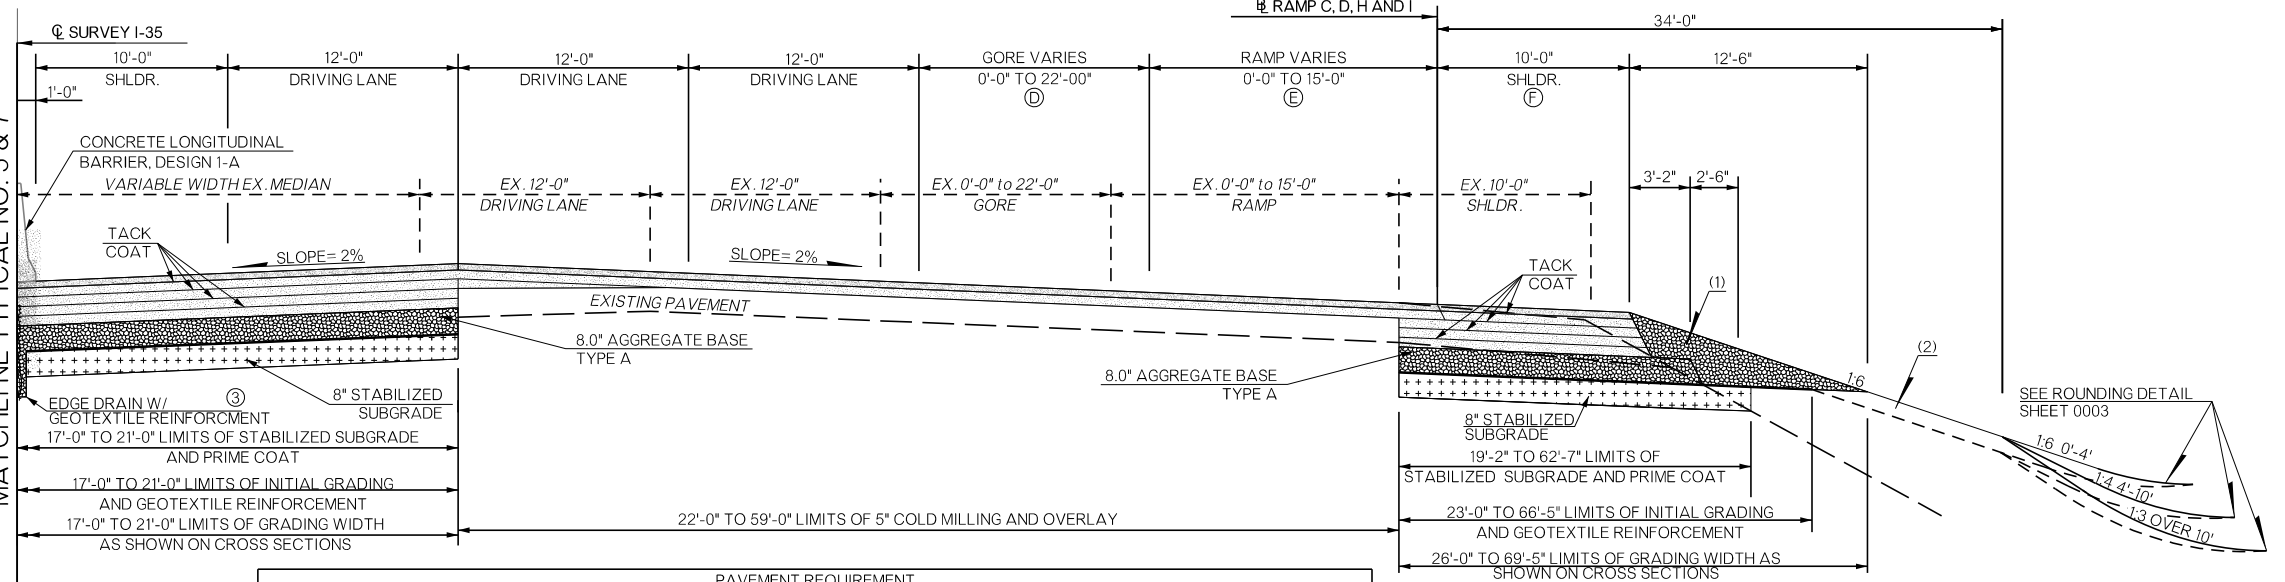 ℄ SURVEY I-35
℄ RAMP C, D, H AND I
34'-0"
10'-0"
SHLDR.
12'-0"
DRIVING LANE
12'-0"
DRIVING LANE
12'-0"
DRIVING LANE
GORE VARIES
0'-0" TO 22'-00"
D
RAMP VARIES
0'-0" TO 15'-0"
E
10'-0"
SHLDR.
F
12'-6"
1'-0"
CONCRETE LONGITUDINAL
BARRIER, DESIGN 1-A
VARIABLE WIDTH EX. MEDIAN
EX. 12'-0"
DRIVING LANE
EX. 12'-0"
DRIVING LANE
EX. 0'-0" to 22'-0"
GORE
EX. 0'-0" to 15'-0"
RAMP
EX. 10'-0"
SHLDR.
3'-2"
2'-6"
TACK
COAT
SLOPE= 2%
SLOPE= 2%
TACK
COAT
(1)
EXISTING PAVEMENT
8.0" AGGREGATE BASE
TYPE A
8.0" AGGREGATE BASE
TYPE A
1:6
(2)
EDGE DRAIN W/
GEOTEXTILE REINFORCMENT
3
8" STABILIZED
SUBGRADE
8" STABILIZED
SUBGRADE
SEE ROUNDING DETAIL
SHEET 0003
1:6 0'-4'
1:4 4'-10'
1:3 OVER 10'
17'-0" TO 21'-0" LIMITS OF STABILIZED SUBGRADE
AND PRIME COAT
17'-0" TO 21'-0" LIMITS OF INITIAL GRADING
AND GEOTEXTILE REINFORCEMENT
17'-0" TO 21'-0" LIMITS OF GRADING WIDTH
AS SHOWN ON CROSS SECTIONS
22'-0" TO 59'-0" LIMITS OF 5" COLD MILLING AND OVERLAY
19'-2" TO 62'-7" LIMITS OF
STABILIZED SUBGRADE AND PRIME COAT
23'-0" TO 66'-5" LIMITS OF INITIAL GRADING
AND GEOTEXTILE REINFORCEMENT
26'-0" TO 69'-5" LIMITS OF GRADING WIDTH AS
SHOWN ON CROSS SECTIONS
PAVEMENT REQUIREMENT